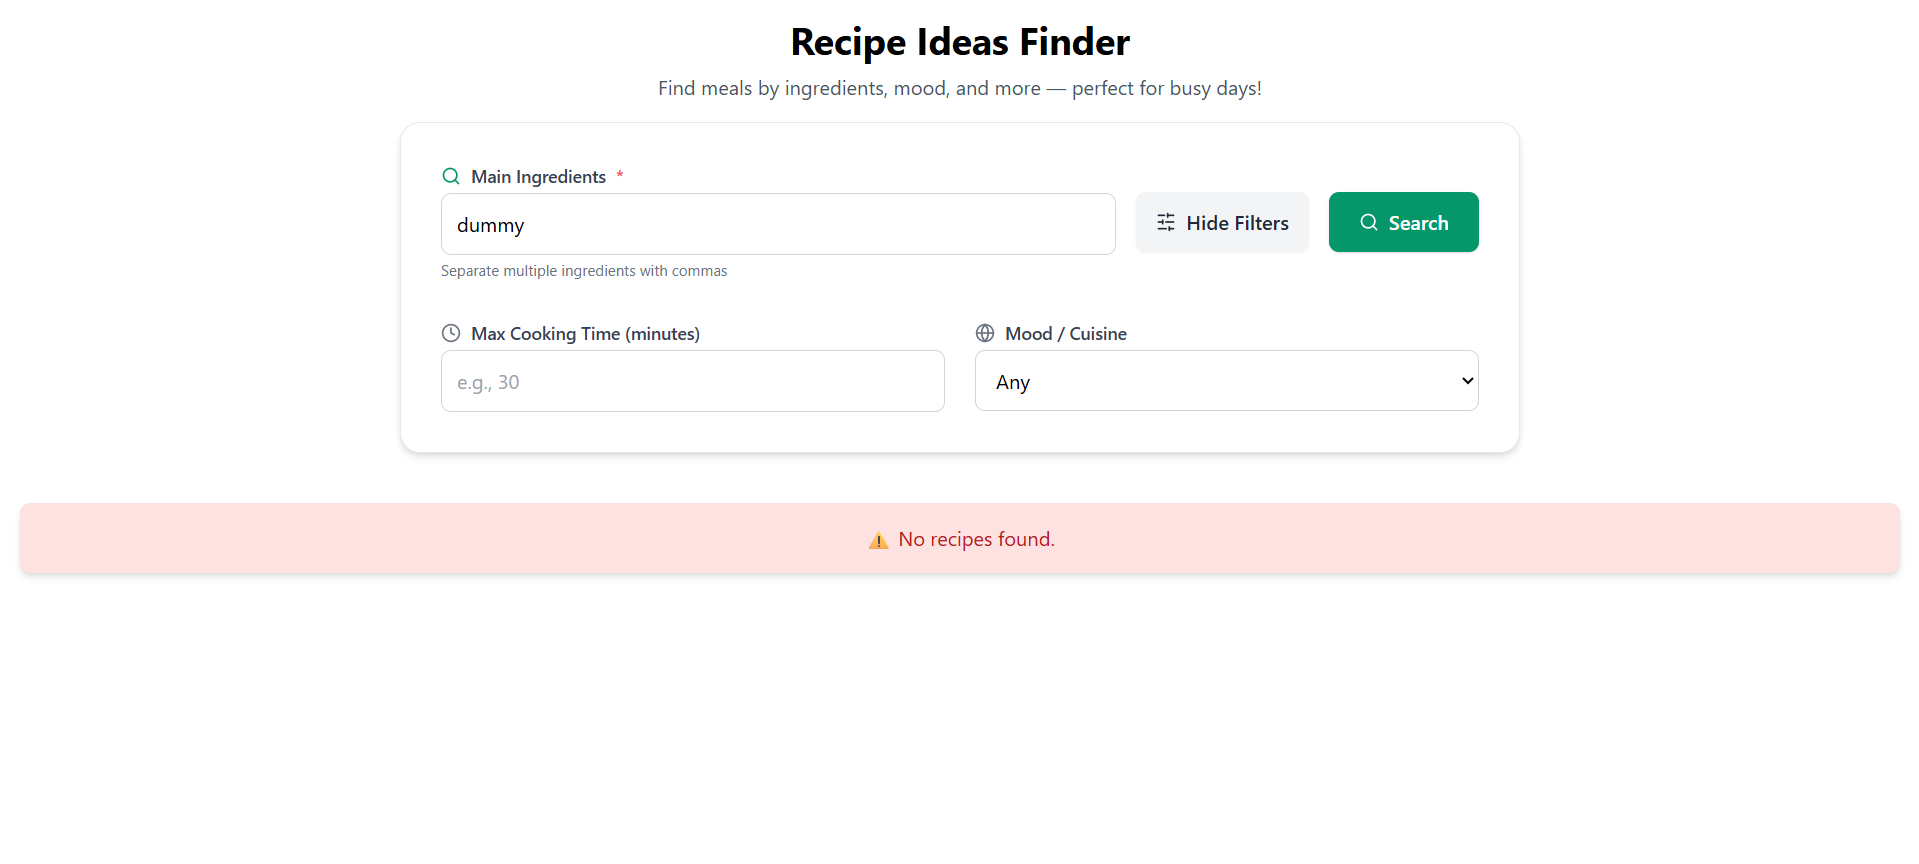 Recipe Ideas Finder
Find meals by ingredients, mood, and more — perfect for busy days!
Main Ingredients *
dummy
Hide Filters
Search
Separate multiple ingredients with commas
Max Cooking Time (minutes)
Mood / Cuisine
e.g., 30
Any
⚠️ No recipes found.